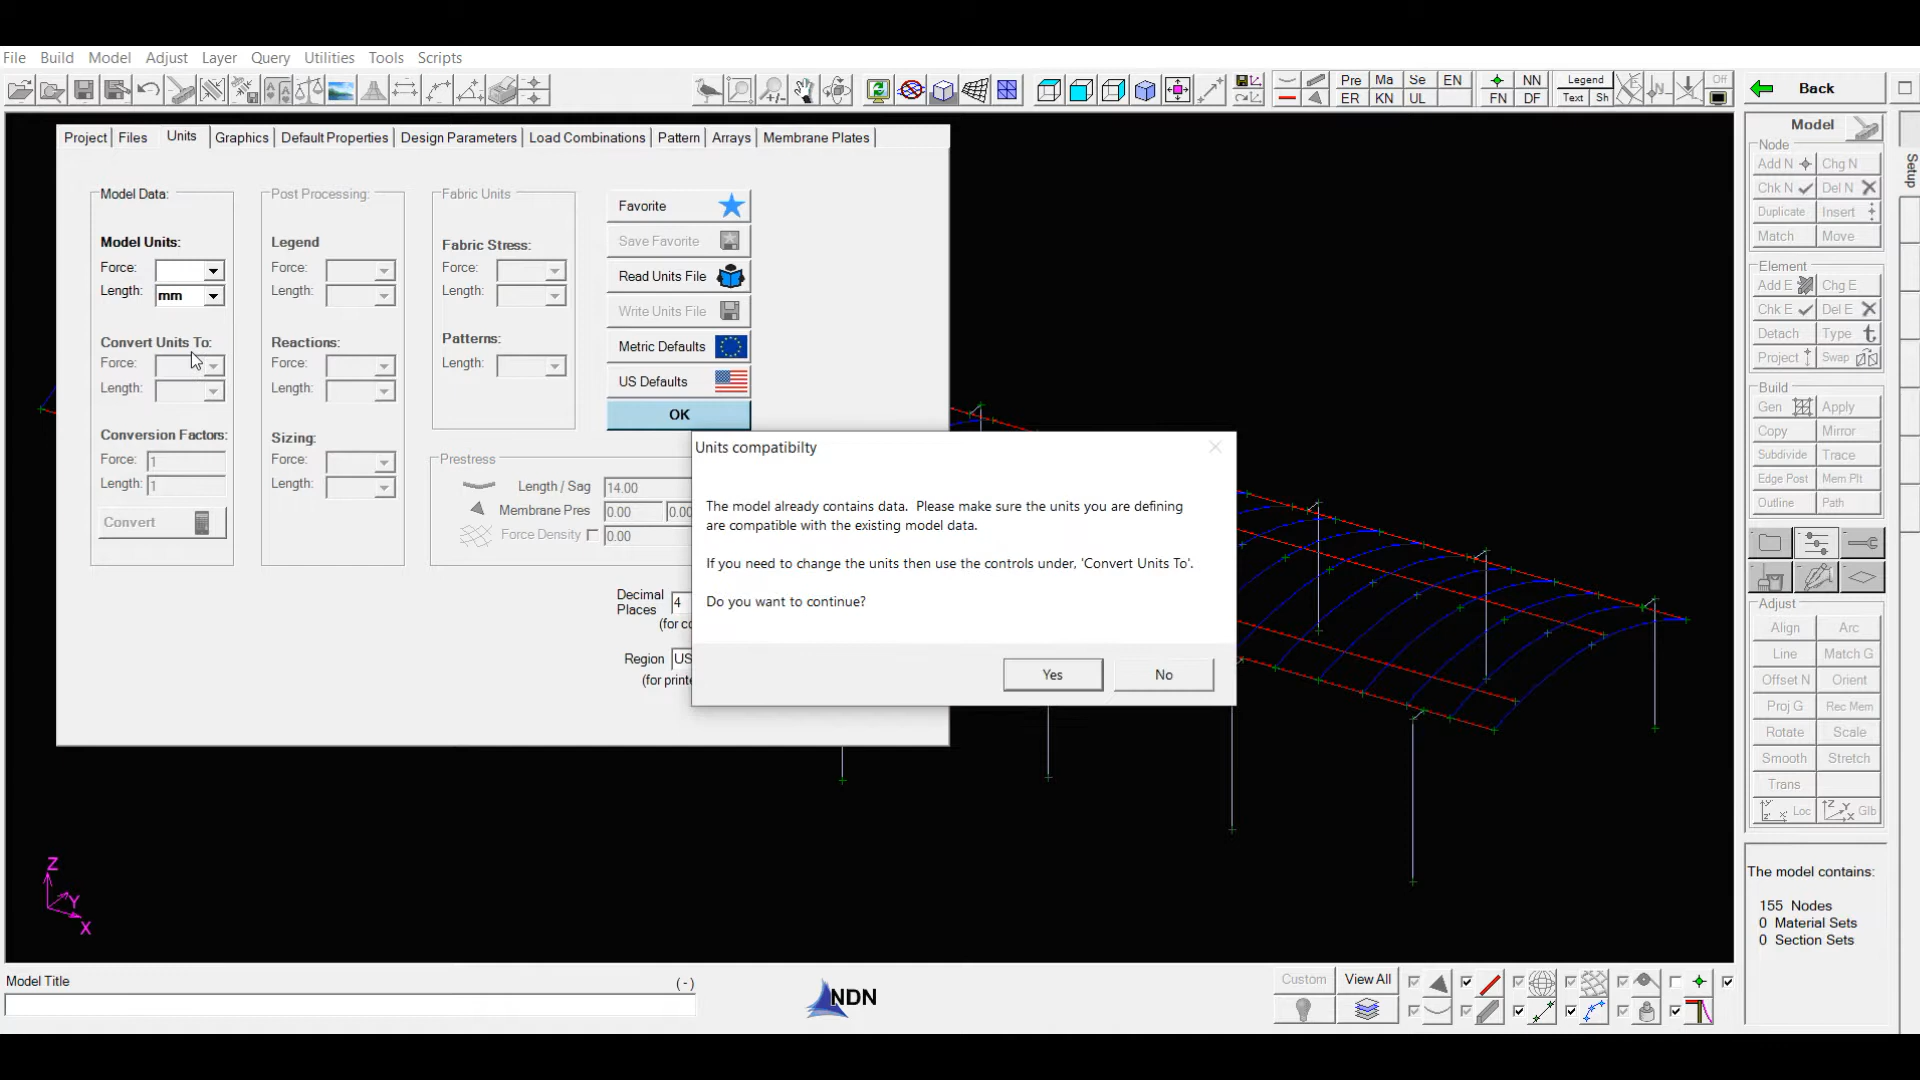 File Build Model Adjust Layer Query Utilities Tools Scripts
Pre Ma Se EN NN Legend Off
ER KN UL FN DF Text Sh
Back
Project Files Units Graphics Default Properties Design Parameters Load Combinations Pattern Arrays Membrane Plates
Model Data:
Model Units:
Force:
Length: mm
Convert Units To:
Force:
Length:
Conversion Factors:
Force: 1
Length: 1
Convert
Post Processing:
Legend
Force:
Length:
Reactions:
Force:
Length:
Sizing:
Force:
Length:
Fabric Units
Fabric Stress:
Force:
Length:
Patterns:
Length:
Favorite
Save Favorite
Read Units File
Write Units File
Metric Defaults
US Defaults
OK
Prestress
Length / Sag 14.00
Membrane Pres 0.00 0.00
Force Density 0.00
Decimal
Places 4
Region US
Units compatibilty
The model already contains data. Please make sure the units you are defining
are compatible with the existing model data.
If you need to change the units then use the controls under, 'Convert Units To'.
Do you want to continue?
Yes No
Z
Y
X
Model
Setup
Node
Add N Chg N
Chk N Del N
Duplicate Insert
Match Move
Element
Add E Chg E
Chk E Del E
Detach Type
Project Swap
Build
Gen Apply
Copy Mirror
Subdivide Trace
Edge Post Mem Plt
Outline Path
Adjust
Align Arc
Line Match G
Offset N Orient
Proj G Rec Mem
Rotate Scale
Smooth Stretch
Trans
Loc Glb
The model contains:
155 Nodes
0 Material Sets
0 Section Sets
Model Title (-)
NDN
Custom View All